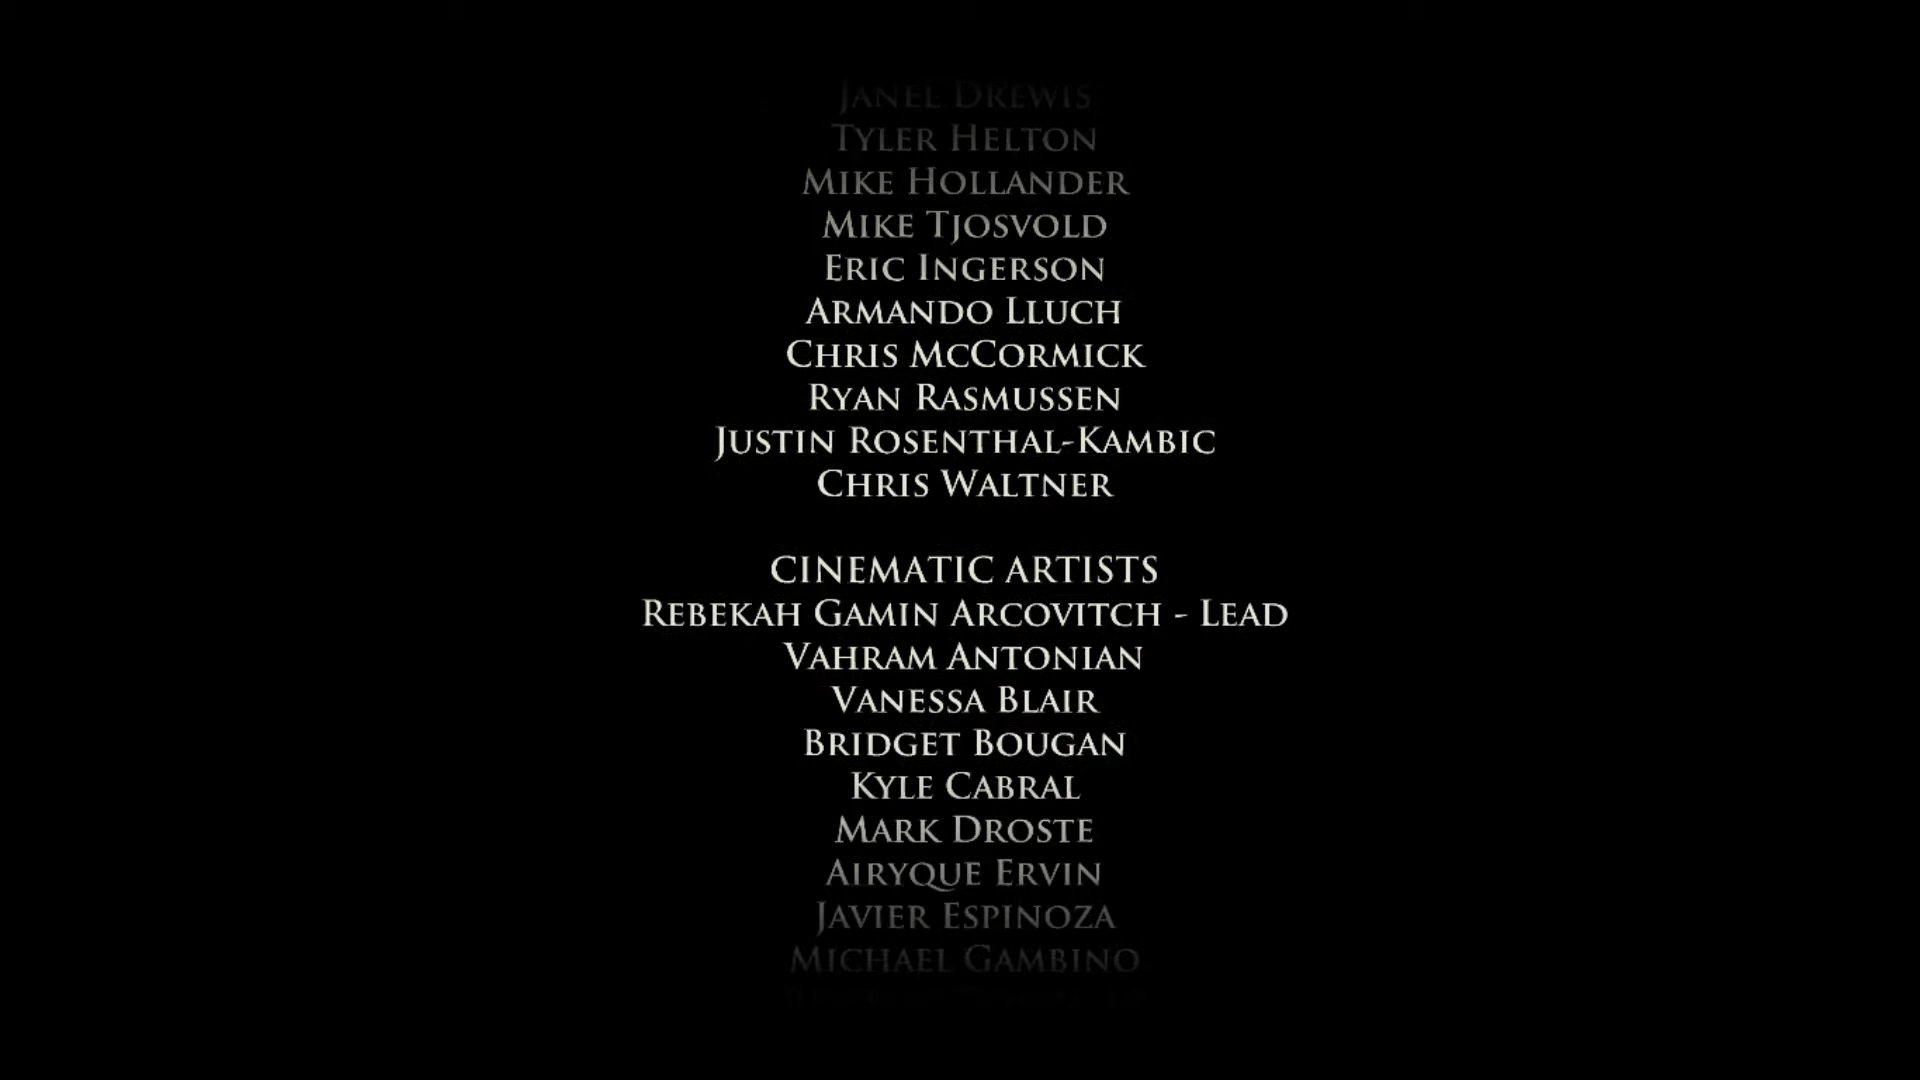 Janel Drewis
Tyler Helton
Mike Hollander
Mike Tjosvold
Eric Ingerson
Armando Lluch
Chris McCormick
Ryan Rasmussen
Justin Rosenthal-Kambic
Chris Waltner
CINEMATIC ARTISTS
Rebekah Gamin Arcovitch - Lead
Vahram Antonian
Vanessa Blair
Bridget Bougan
Kyle Cabral
Mark Droste
Airyque Ervin
Javier Espinoza
Michael Gambino